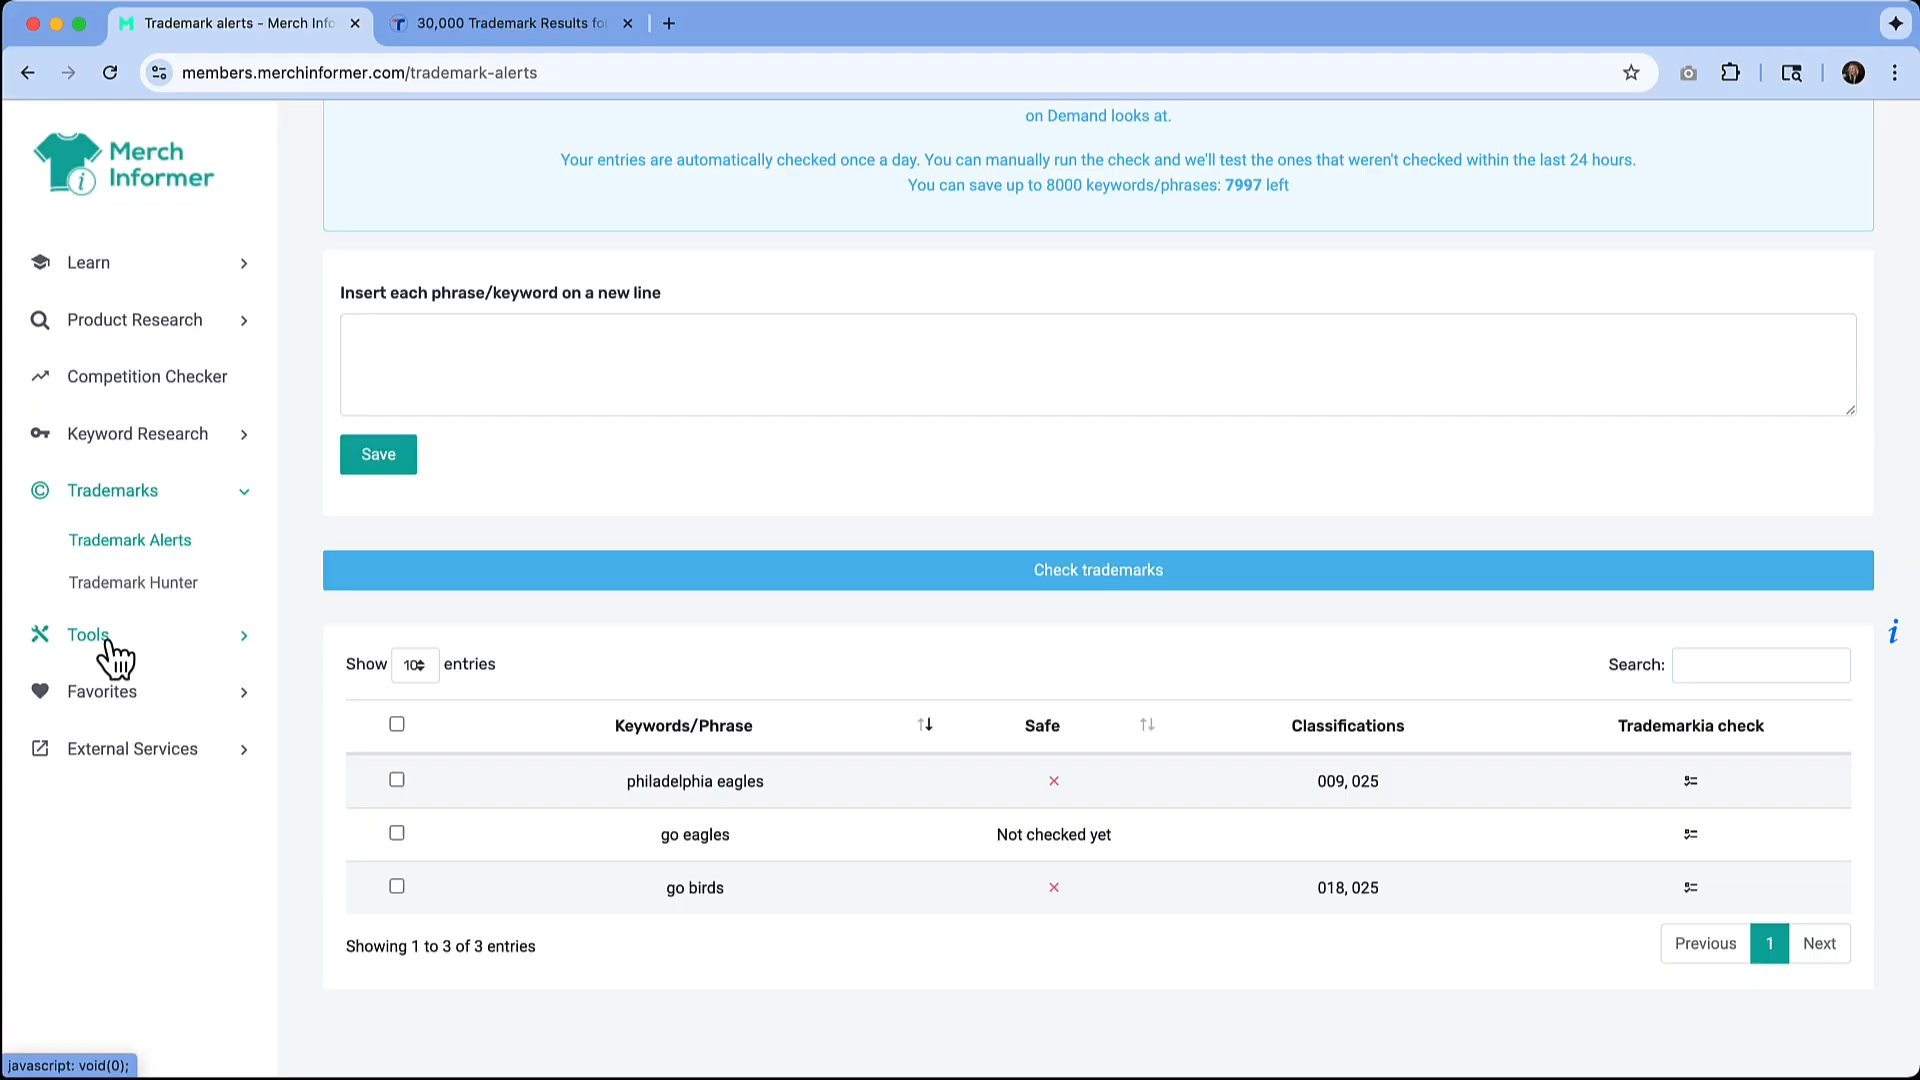 Trademark alerts - Merch Info
30,000 Trademark Results fo
members.merchinformer.com/trademark-alerts
Merch
Informer
Learn
Product Research
Competition Checker
Keyword Research
Trademarks
Trademark Alerts
Trademark Hunter
Tools
Favorites
External Services
on Demand looks at.
Your entries are automatically checked once a day. You can manually run the check and we'll test the ones that weren't checked within the last 24 hours.
You can save up to 8000 keywords/phrases: 7997 left
Insert each phrase/keyword on a new line
Save
Check trademarks
Show 10 entries
Search:
Keywords/Phrase Safe Classifications Trademarkia check
philadelphia eagles × 009, 025
go eagles Not checked yet
go birds × 018, 025
Showing 1 to 3 of 3 entries
Previous 1 Next
javascript: void(0);